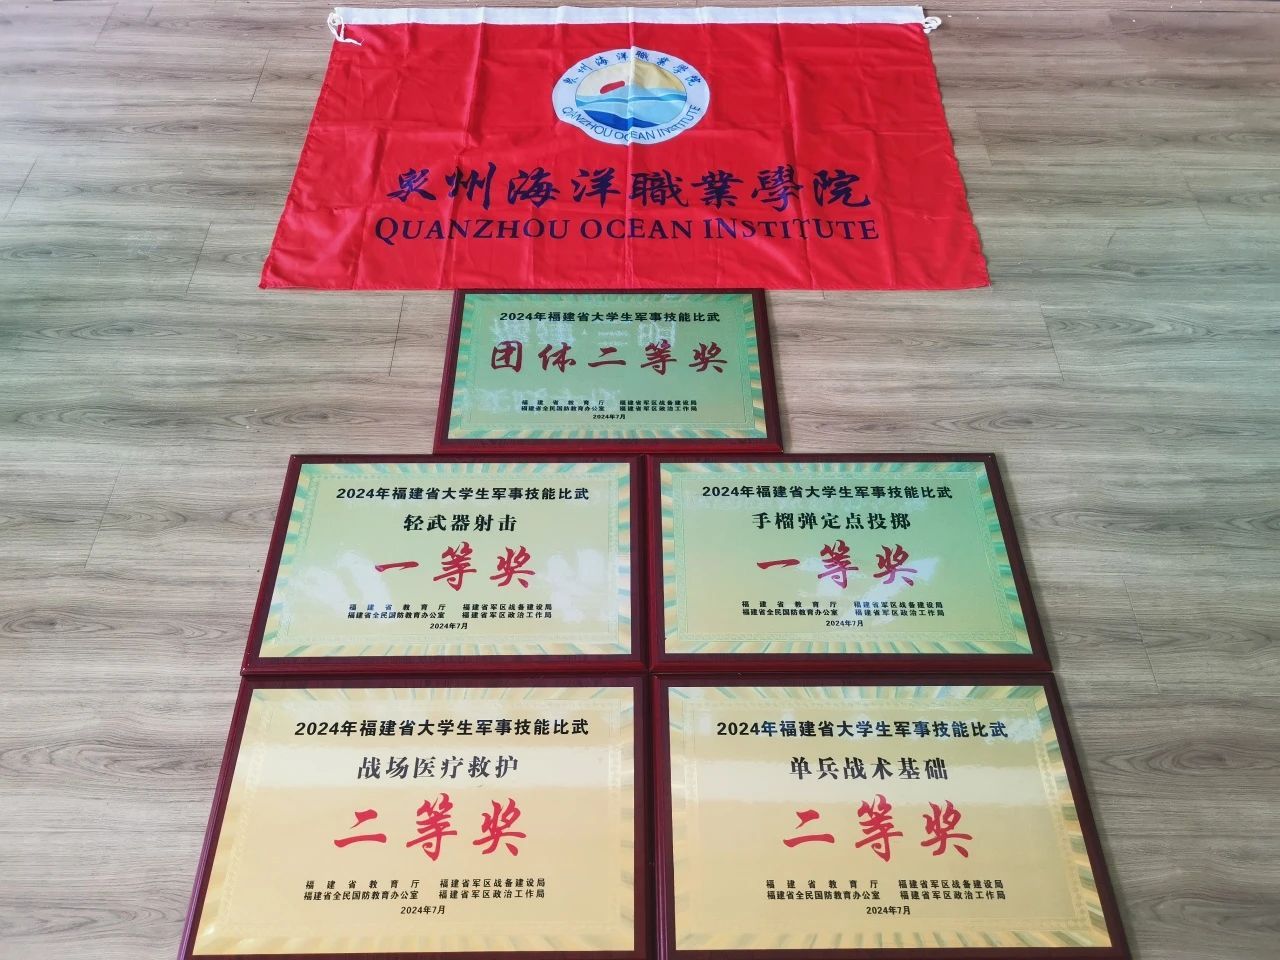 泉州海洋職業學院
QUANZHOU OCEAN INSTITUTE
泉州海洋職業學院
QUANZHOU OCEAN INSTITUTE
2024年福建省大学生军事技能比武
团体二等奖
福建省教育厅 福建省军区战备建设局
福建省全民国防教育办公室 福建省军区政治工作局
2024年7月
2024年福建省大学生军事技能比武
轻武器射击
一等奖
福建省教育厅 福建省军区战备建设局
福建省全民国防教育办公室 福建省军区政治工作局
2024年7月
2024年福建省大学生军事技能比武
手榴弹定点投掷
一等奖
福建省教育厅 福建省军区战备建设局
福建省全民国防教育办公室 福建省军区政治工作局
2024年7月
2024年福建省大学生军事技能比武
战场医疗救护
二等奖
福建省教育厅 福建省军区战备建设局
福建省全民国防教育办公室 福建省军区政治工作局
2024年7月
2024年福建省大学生军事技能比武
单兵战术基础
二等奖
福建省教育厅 福建省军区战备建设局
福建省全民国防教育办公室 福建省军区政治工作局
2024年7月